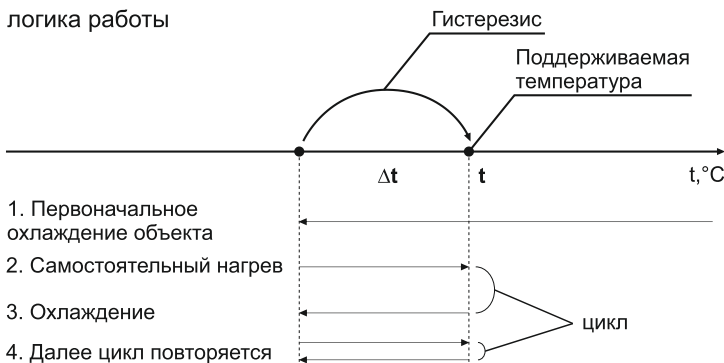 логика работы
Гистерезис
Поддерживаемая
температура
Δt
t
t,°C
1. Первоначальное
охлаждение объекта
2. Самостоятельный нагрев
3. Охлаждение
цикл
4. Далее цикл повторяется